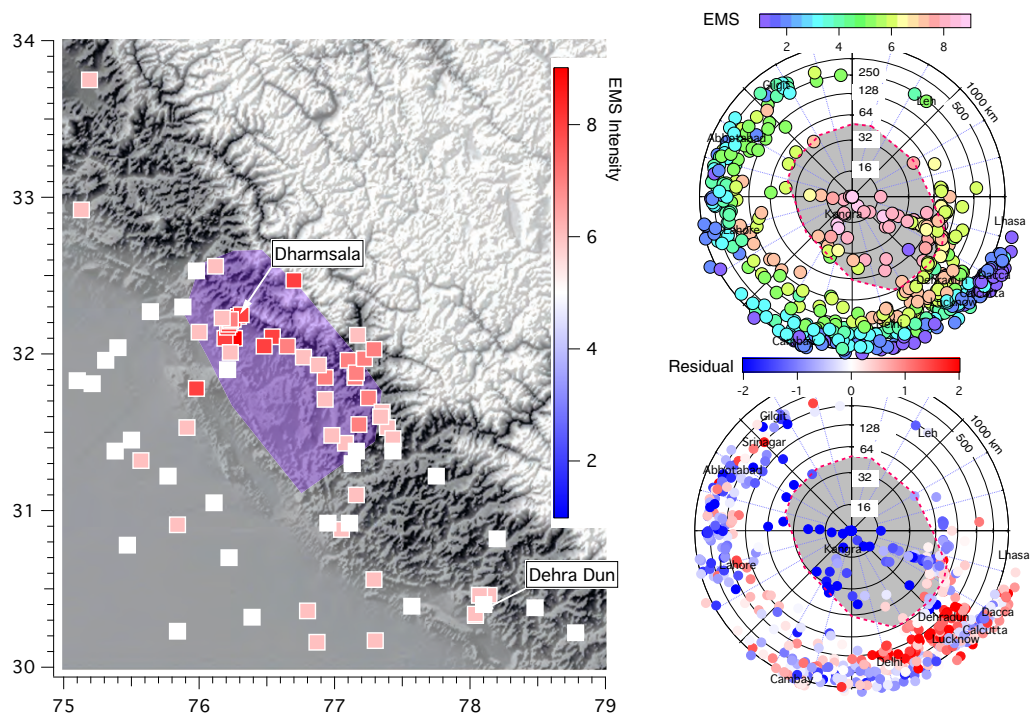 34
33
32
31
30
75
76
77
78
79
Dharmsala
Dehra Dun
8
6
4
2
EMS Intensity
EMS
2
4
6
8
250
128
64
32
16
500
1000 km
Gilgit
Leh
Abbotabad
Kangra
Lahore
Lhasa
Dehradun
Dacca
Calcutta
Lucknow
Delhi
Cambay
Residual
-2
-1
0
1
2
128
64
32
16
500
1000 km
Gilgit
Leh
Srinagar
Abbotabad
Kangra
Lahore
Lhasa
Dehradun
Dacca
Calcutta
Lucknow
Delhi
Cambay